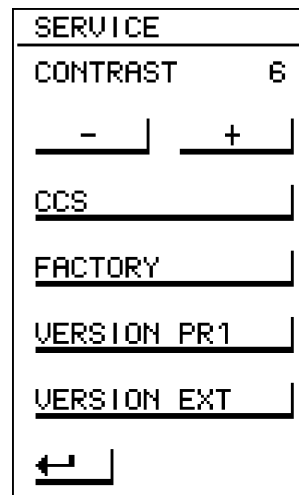 SERVICE
CONTRAST 6
- +
CCS
FACTORY
VERSION PR1
VERSION EXT